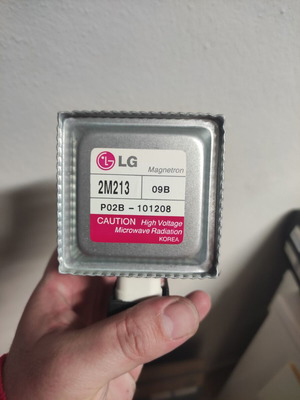 LG
Magnetron
2M213 09B
P02B - 101208
CAUTION High Voltage
Microwave Radiation
KOREA